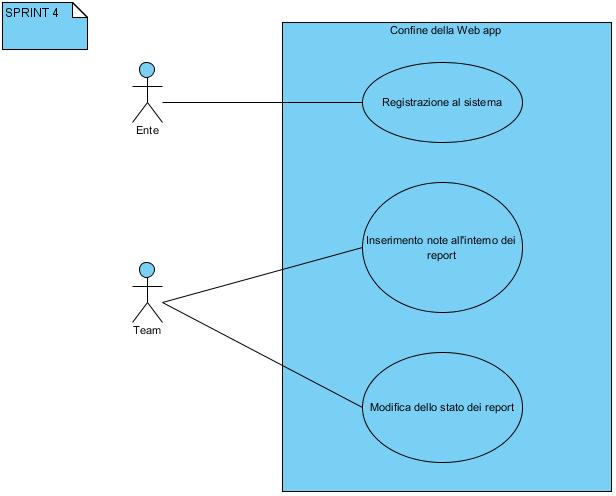 SPRINT 4
Confine della Web app
Registrazione al sistema
Ente
Inserimento note all'interno dei
report
Team
Modifica dello stato dei report